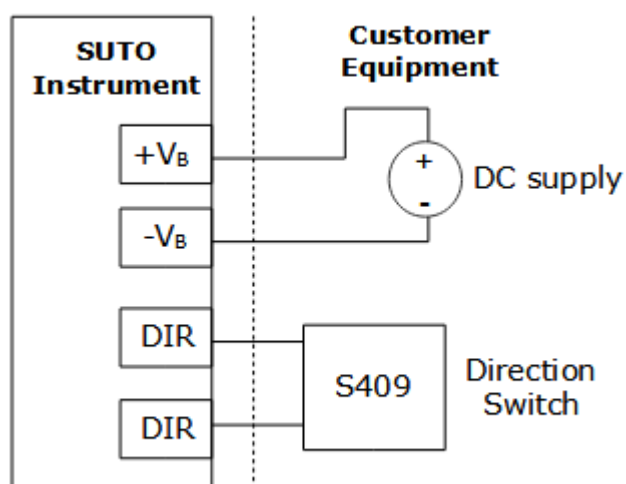 SUTO
Instrument
Customer
Equipment
+VB
+
-
DC supply
-VB
DIR
S409
Direction
Switch
DIR